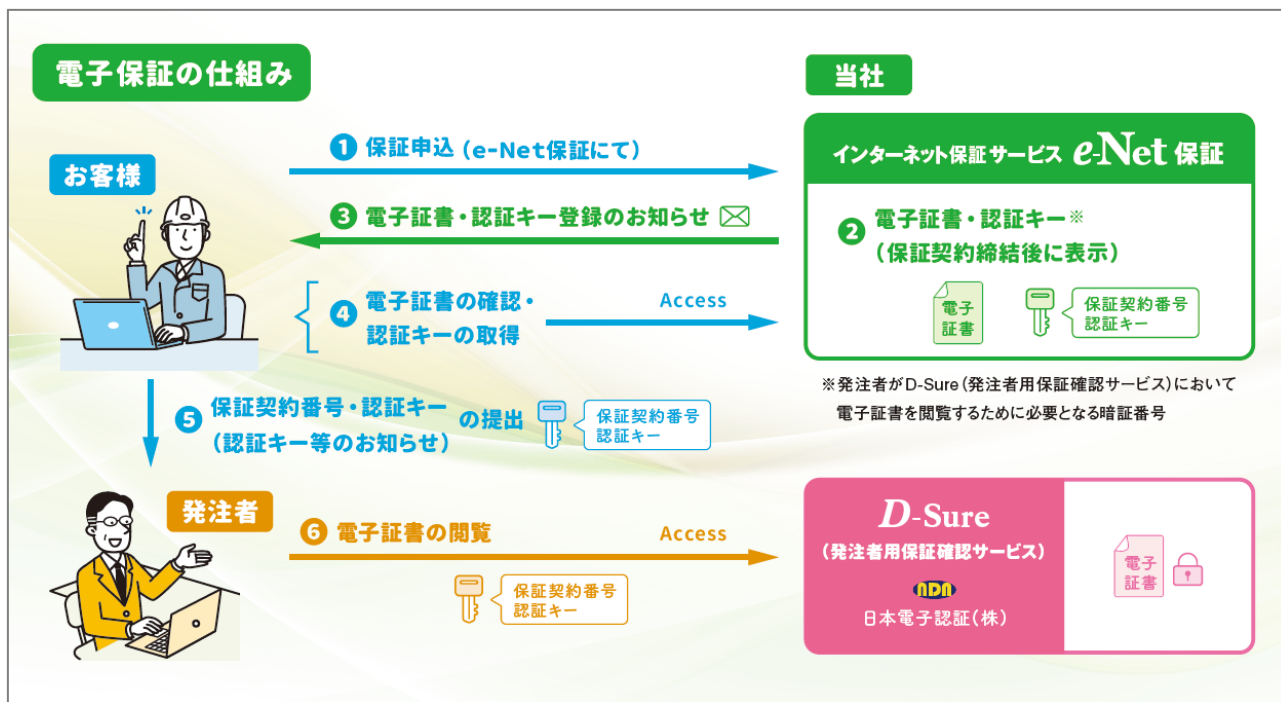 電子保証の仕組み
当社
お客様
❶ 保証申込 (e-Net保証にて)
インターネット保証サービス e-Net 保証
❷ 電子証書・認証キー※
(保証契約締結後に表示)
電子
証書
保証契約番号
認証キー
❸ 電子証書・認証キー登録のお知らせ
❹ 電子証書の確認・
認証キーの取得
Access
※発注者がD-Sure(発注者用保証確認サービス)において
電子証書を閲覧するために必要となる暗証番号
❺ 保証契約番号・認証キー の提出
(認証キー等のお知らせ)
保証契約番号
認証キー
発注者
❻ 電子証書の閲覧
Access
保証契約番号
認証キー
D-Sure
(発注者用保証確認サービス)
NDN
日本電子認証(株)
電子
証書